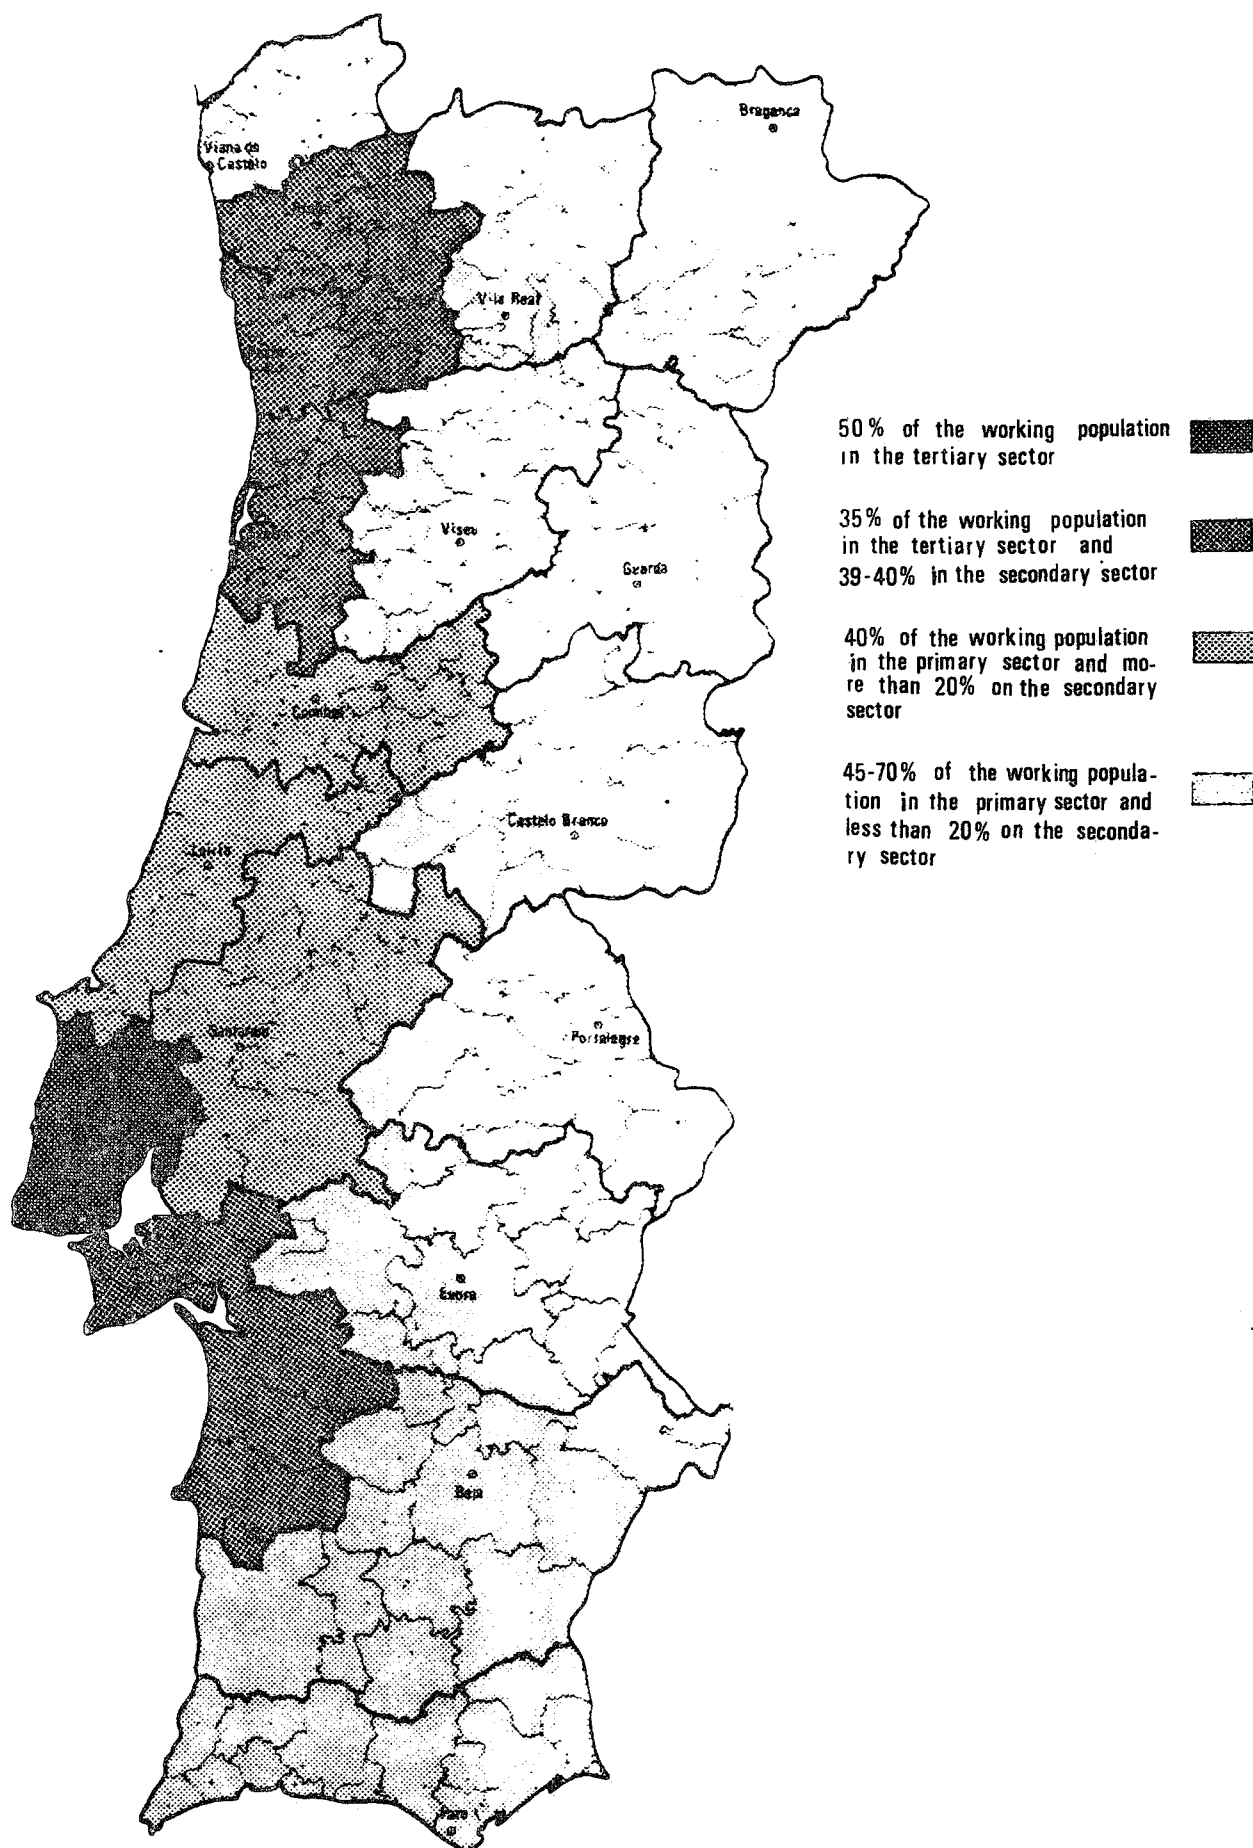 Bragança
Viana do
Castelo
Vila Real
50% of the working population
in the tertiary sector
35% of the working population
in the tertiary sector and
39-40% in the secondary sector
Viseu
Guarda
40% of the working population
in the primary sector and mo-
re than 20% on the secondary
sector
Coimbra
45-70% of the working popula-
tion in the primary sector and
less than 20% on the seconda-
ry sector
Castelo Branco
Leiria
Santarem
Portalegre
Evora
Beja
Faro